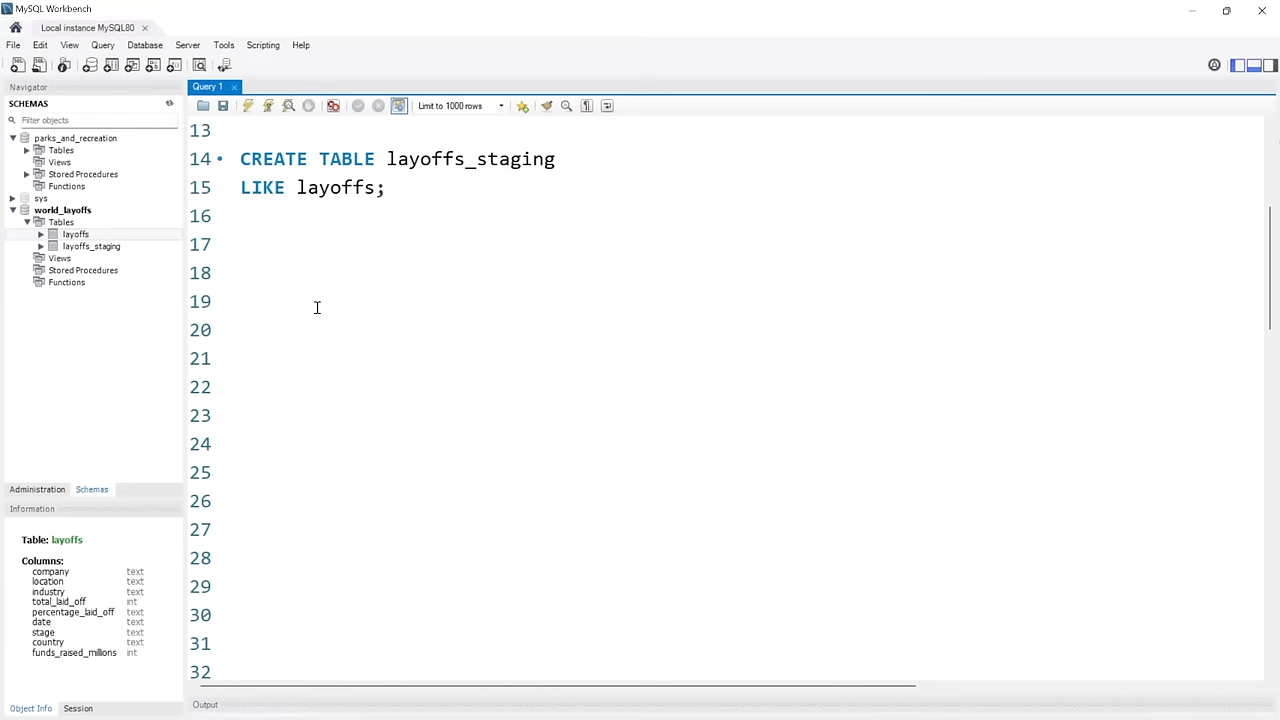 MySQL Workbench
Local instance MySQL80
File Edit View Query Database Server Tools Scripting Help
Navigator
SCHEMAS
Filter objects
parks_and_recreation
Tables
Views
Stored Procedures
Functions
sys
world_layoffs
Tables
layoffs
layoffs_staging
Views
Stored Procedures
Functions
Administration Schemas
Information
Table: layoffs
Columns:
company text
location text
industry text
total_laid_off int
percentage_laid_off text
date text
stage text
country text
funds_raised_millions int
Object Info Session
Query 1
Limit to 1000 rows
13
14 CREATE TABLE layoffs_staging
15 LIKE layoffs;
16
17
18
19
20
21
22
23
24
25
26
27
28
29
30
31
32
Output